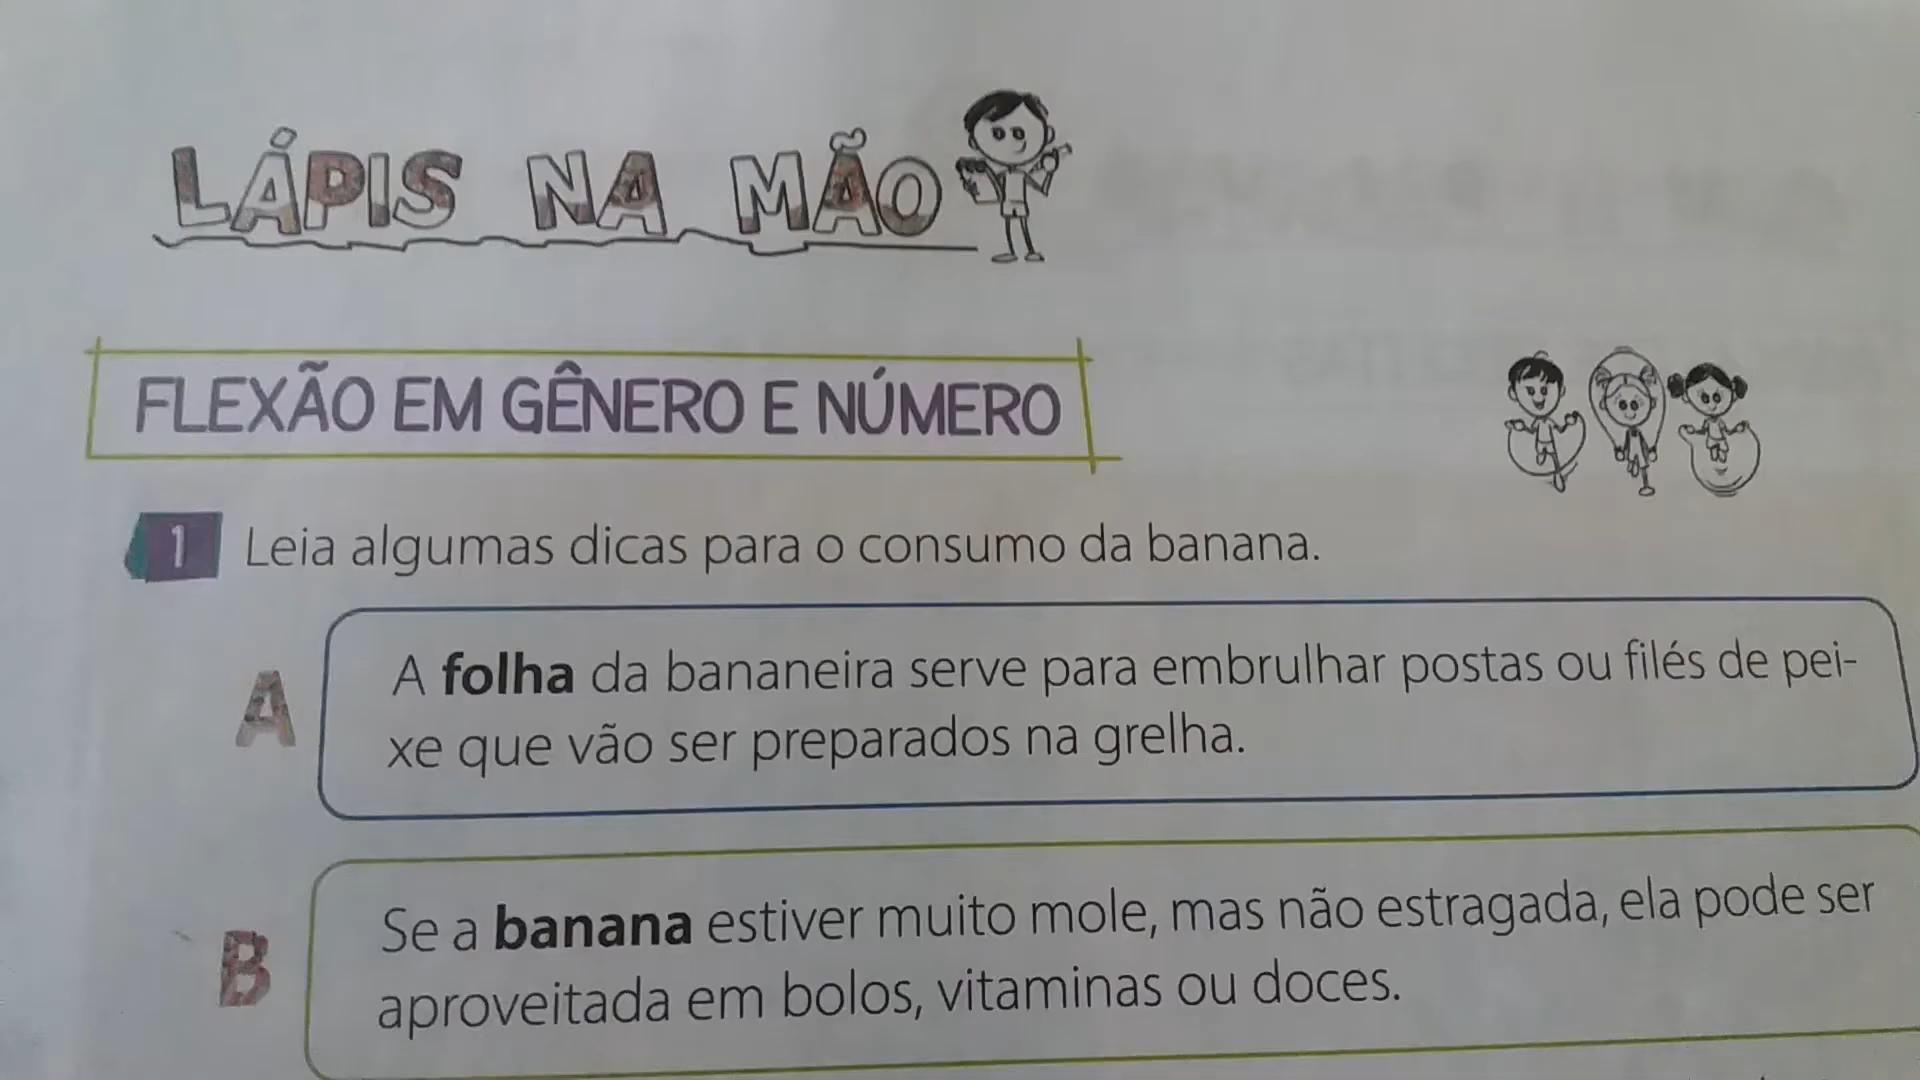 LÁPIS NA MÃO
FLEXÃO EM GÊNERO E NÚMERO
1 Leia algumas dicas para o consumo da banana.
A
A folha da bananeira serve para embrulhar postas ou filés de pei-
xe que vão ser preparados na grelha.
B
Se a banana estiver muito mole, mas não estragada, ela pode ser
aproveitada em bolos, vitaminas ou doces.